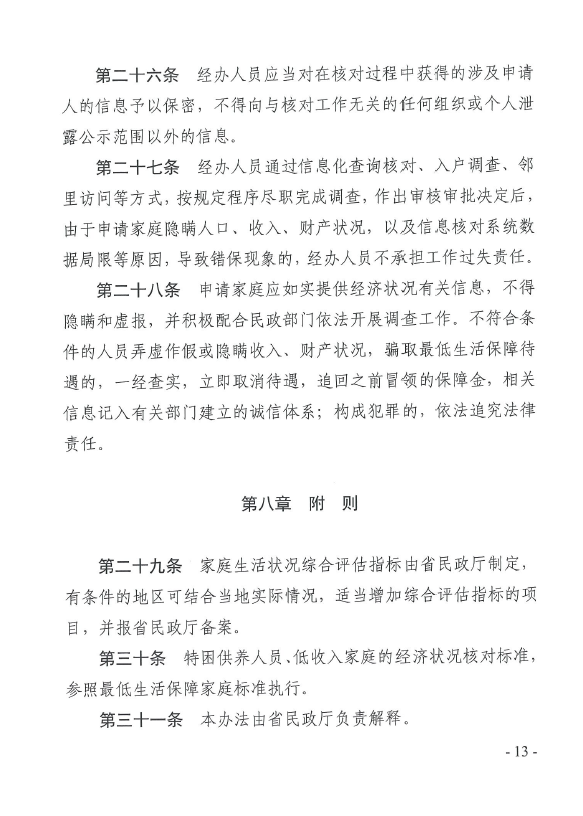 第二十六条 经办人员应当对在核对过程中获得的涉及申请
人的信息予以保密，不得向与核对工作无关的任何组织或个人泄
露公示范围以外的信息。
第二十七条 经办人员通过信息化查询核对、入户调查、邻
里访问等方式，按规定程序尽职完成调查，作出审核审批决定后，
由于申请家庭隐瞒人口、收入、财产状况，以及信息核对系统数
据局限等原因，导致错保现象的，经办人员不承担工作过失责任。
第二十八条 申请家庭应如实提供经济状况有关信息，不得
隐瞒和虚报，并积极配合民政部门依法开展调查工作。不符合条
件的人员弄虚作假或隐瞒收入、财产状况，骗取最低生活保障待
遇的，一经查实，立即取消待遇，追回之前冒领的保障金，相关
信息记入有关部门建立的诚信体系；构成犯罪的，依法追究法律
责任。
第八章 附 则
第二十九条 家庭生活状况综合评估指标由省民政厅制定，
有条件的地区可结合当地实际情况，适当增加综合评估指标的项
目，并报省民政厅备案。
第三十条 特困供养人员、低收入家庭的经济状况核对标准，
参照最低生活保障家庭标准执行。
第三十一条 本办法由省民政厅负责解释。
- 13 -